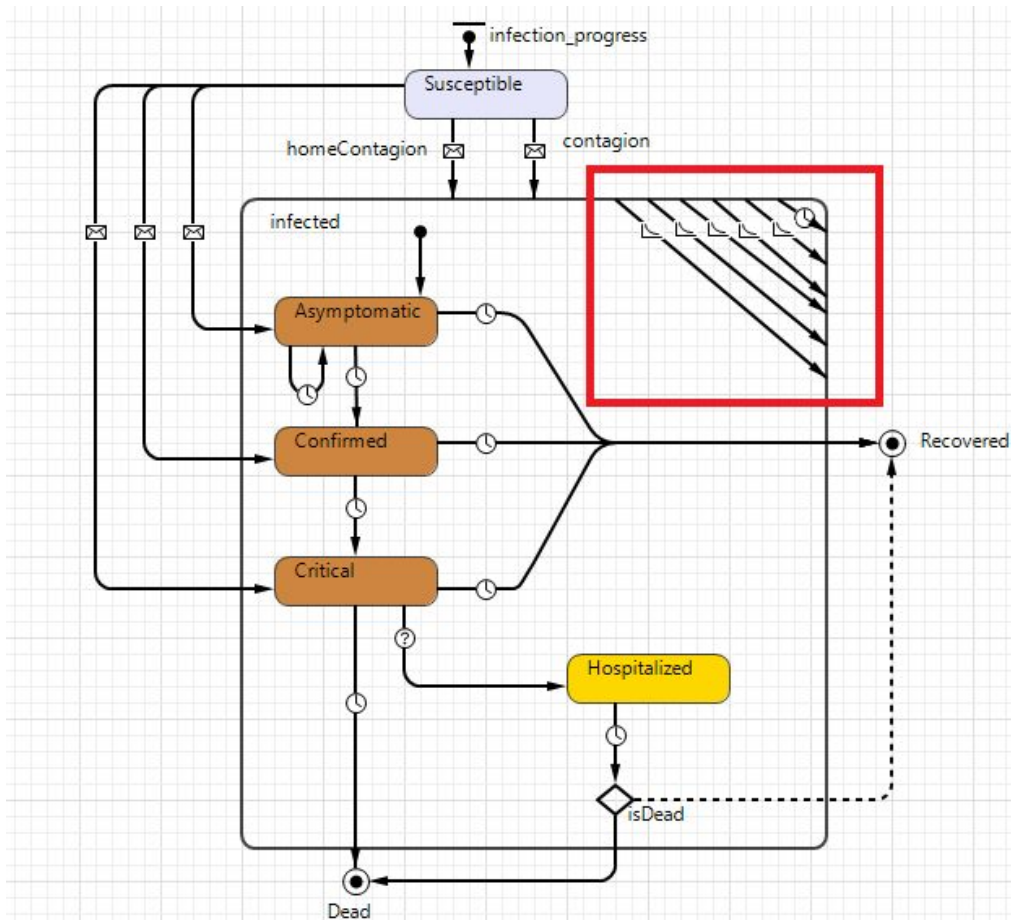 infection_progress
Susceptible
homeContagion
contagion
infected
Asymptomatic
Confirmed
Recovered
Critical
?
Hospitalized
isDead
Dead